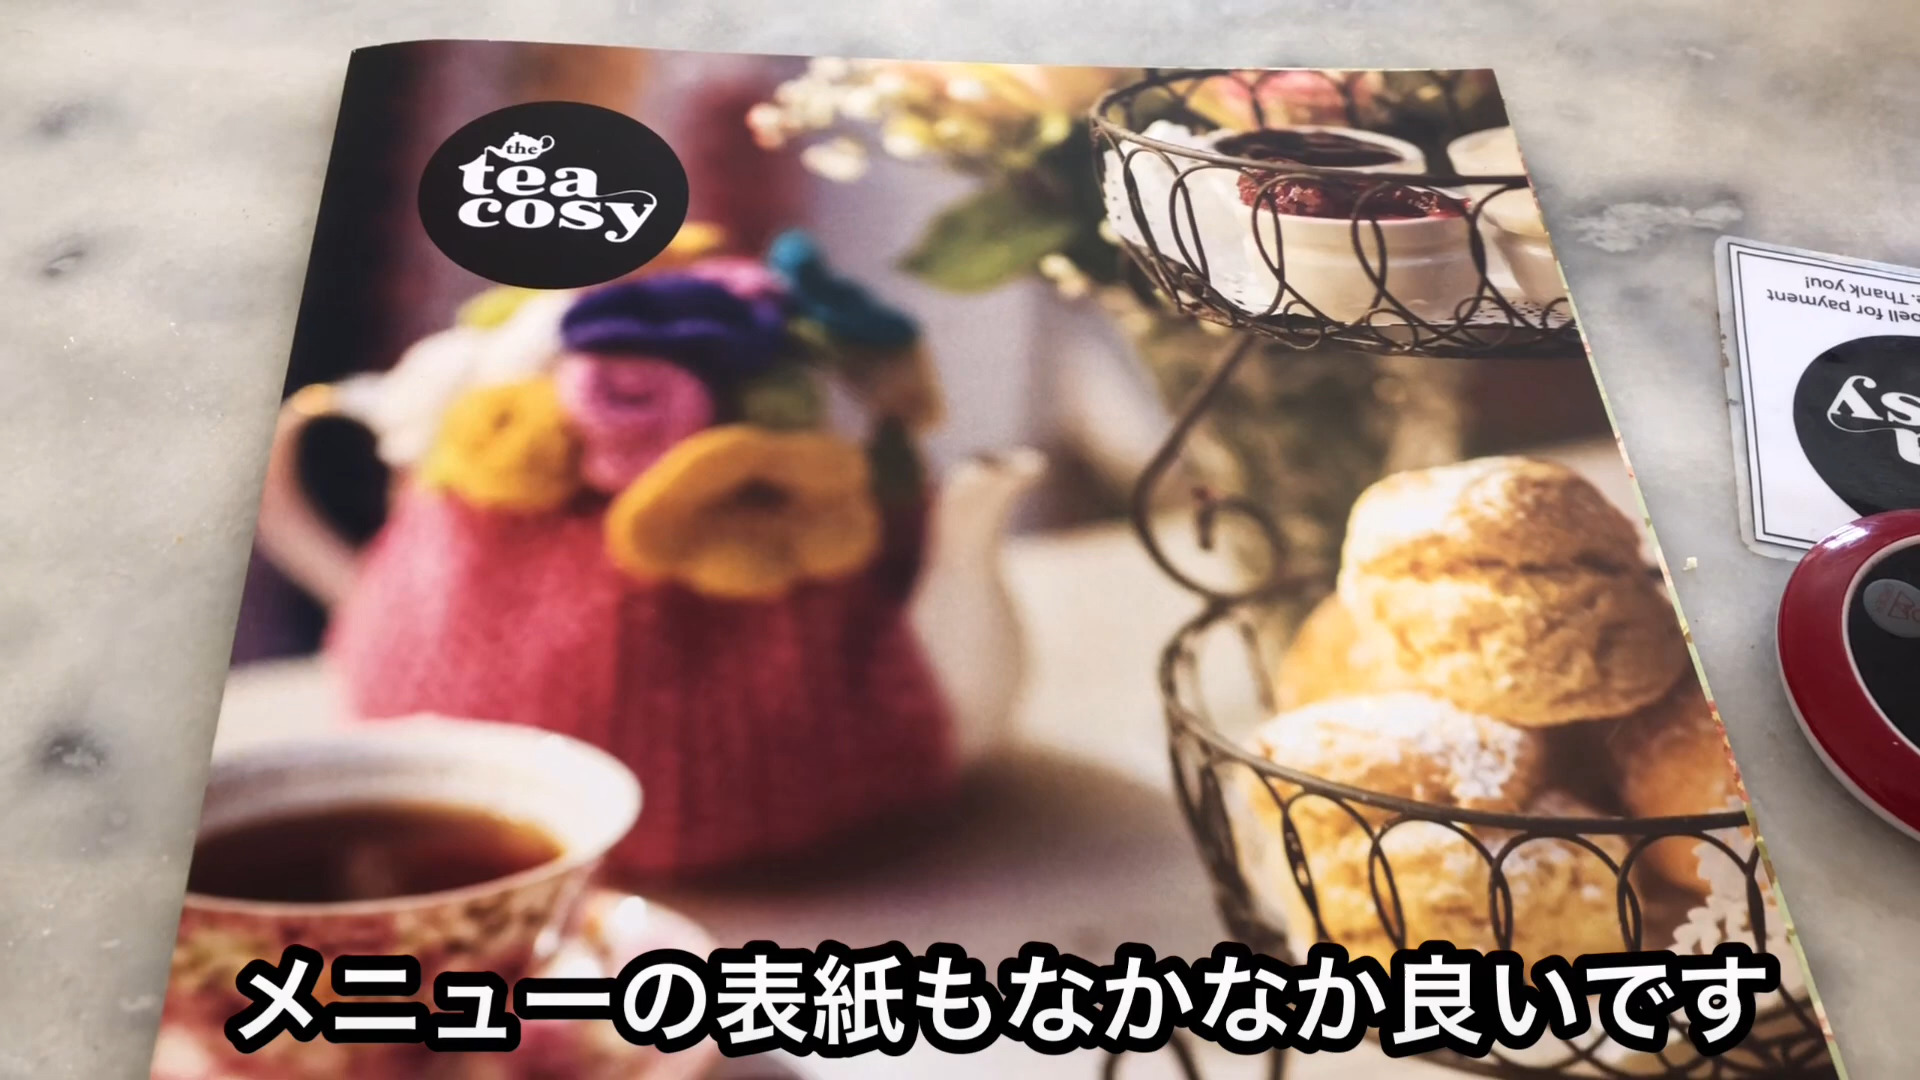 the
tea
cosy
bell for payment
. Thank you!
メニューの表紙もなかなか良いです